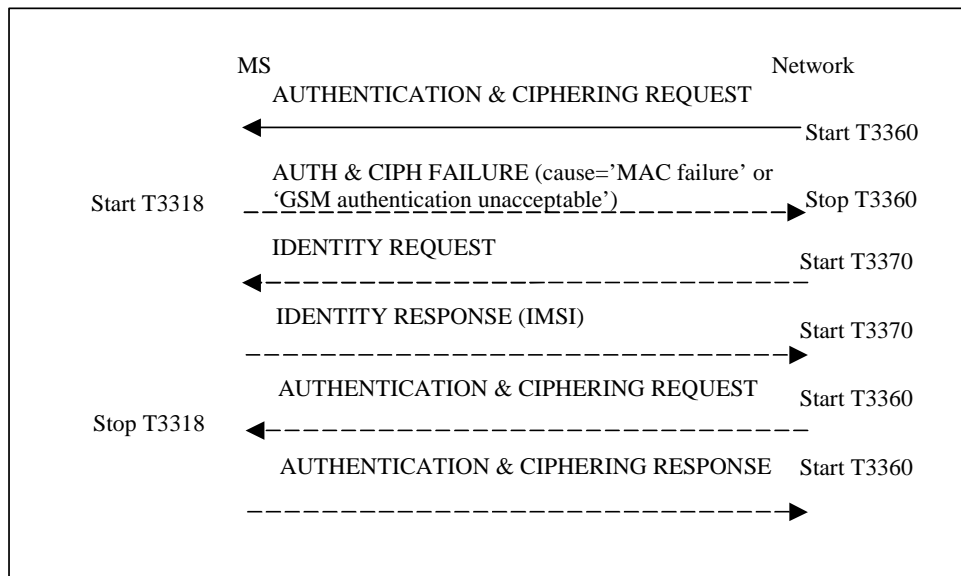 MS Network
AUTHENTICATION & CIPHERING REQUEST
Start T3360
AUTH & CIPH FAILURE (cause=’MAC failure’ or
‘GSM authentication unacceptable’)
Start T3318
Stop T3360
IDENTITY REQUEST
Start T3370
IDENTITY RESPONSE (IMSI)
Start T3370
AUTHENTICATION & CIPHERING REQUEST
Start T3360
Stop T3318
AUTHENTICATION & CIPHERING RESPONSE
Start T3360